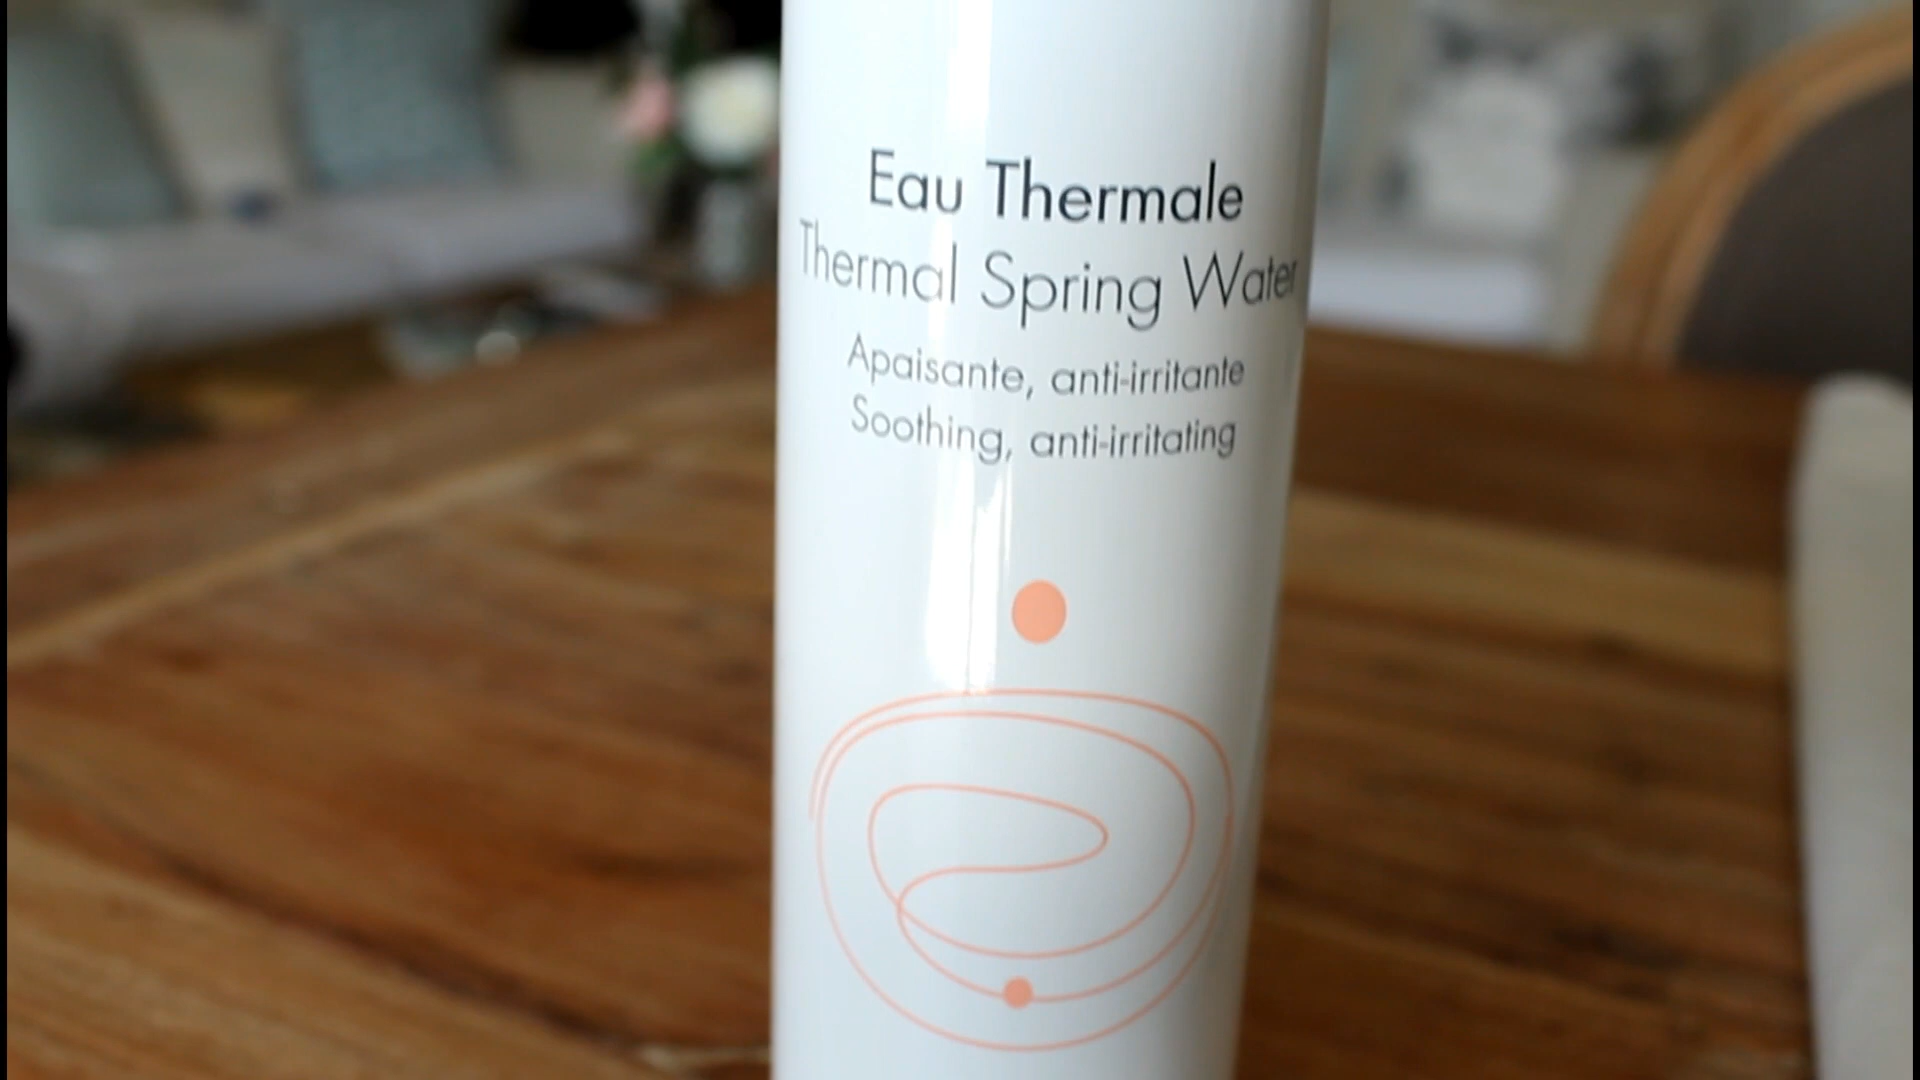 Eau Thermale
Thermal Spring Water
Apaisante, anti-irritante
Soothing, anti-irritating